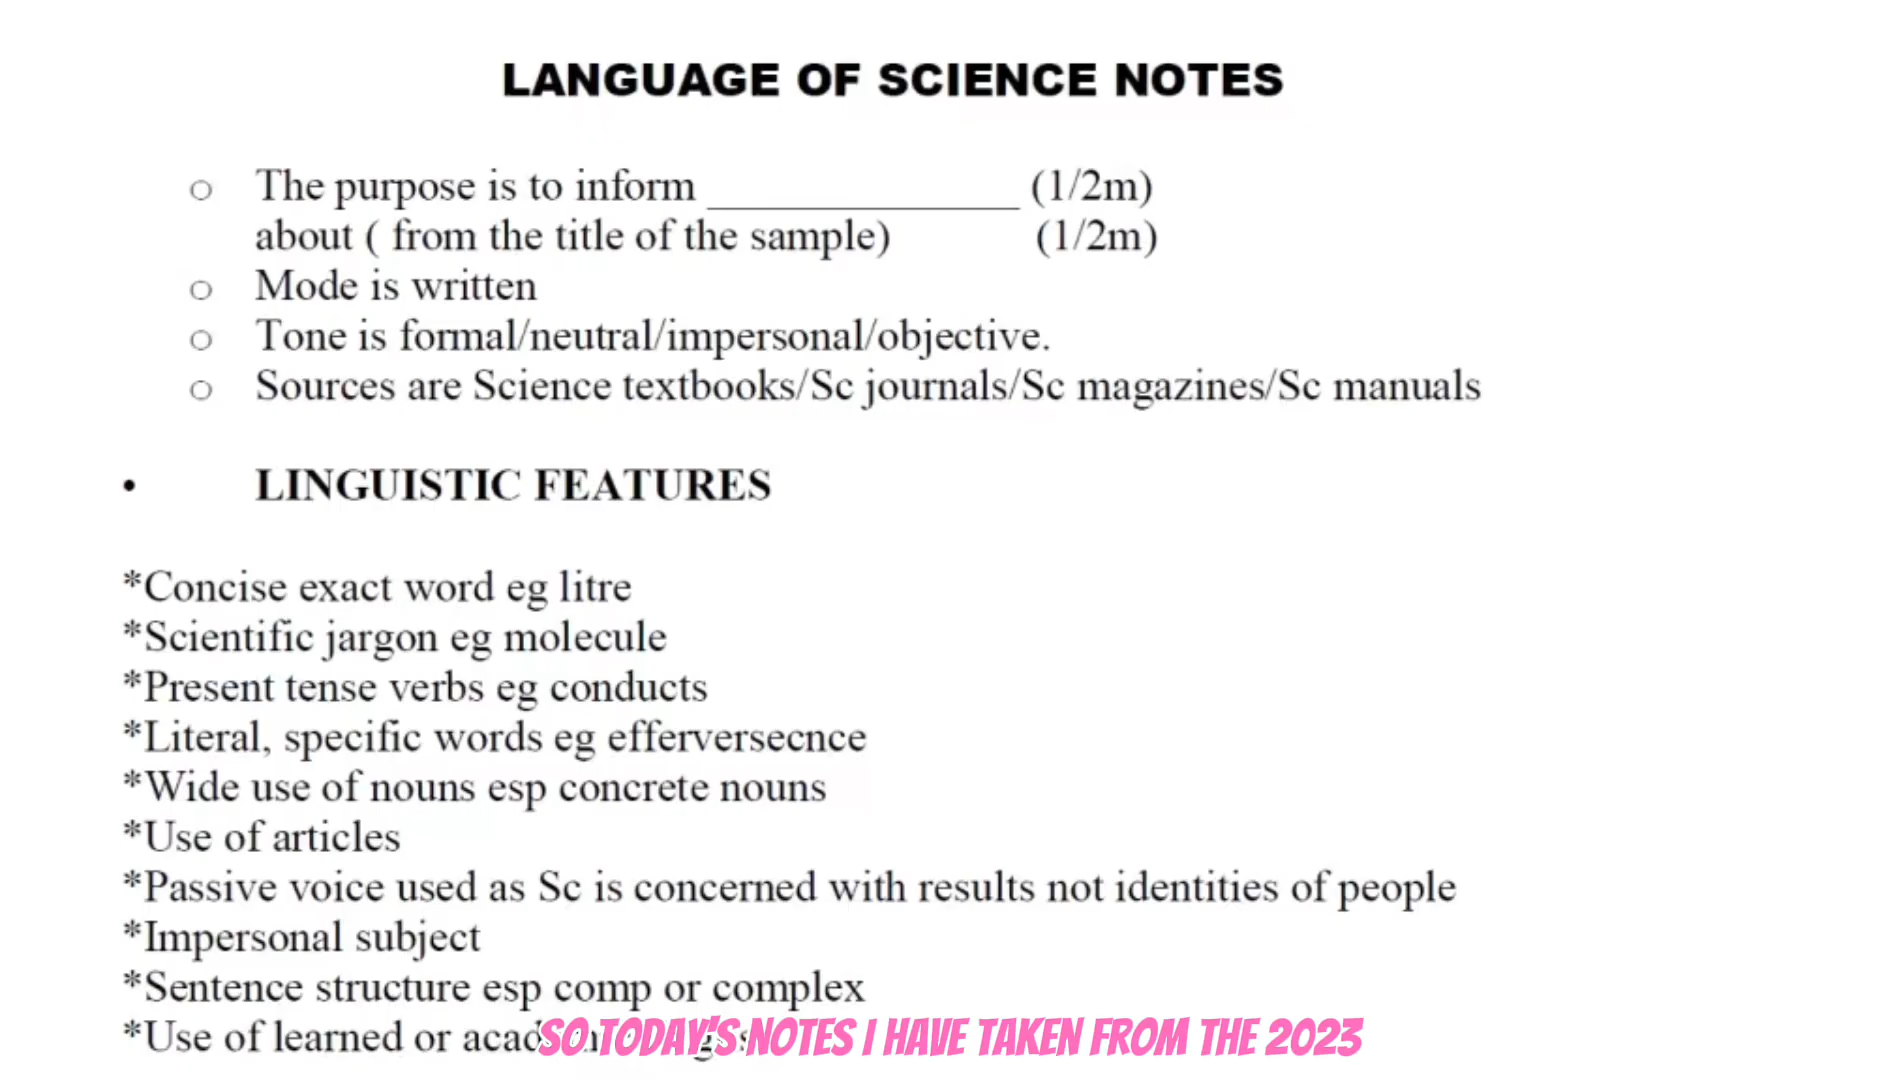 LANGUAGE OF SCIENCE NOTES
o The purpose is to inform _______________ (1/2m)
about ( from the title of the sample) (1/2m)
o Mode is written
o Tone is formal/neutral/impersonal/objective.
o Sources are Science textbooks/Sc journals/Sc magazines/Sc manuals
• LINGUISTIC FEATURES
*Concise exact word eg litre
*Scientific jargon eg molecule
*Present tense verbs eg conducts
*Literal, specific words eg efferversecnce
*Wide use of nouns esp concrete nouns
*Use of articles
*Passive voice used as Sc is concerned with results not identities of people
*Impersonal subject
*Sentence structure esp comp or complex
*Use of learned or
SO TODAY'S NOTES I HAVE TAKEN FROM THE 2023